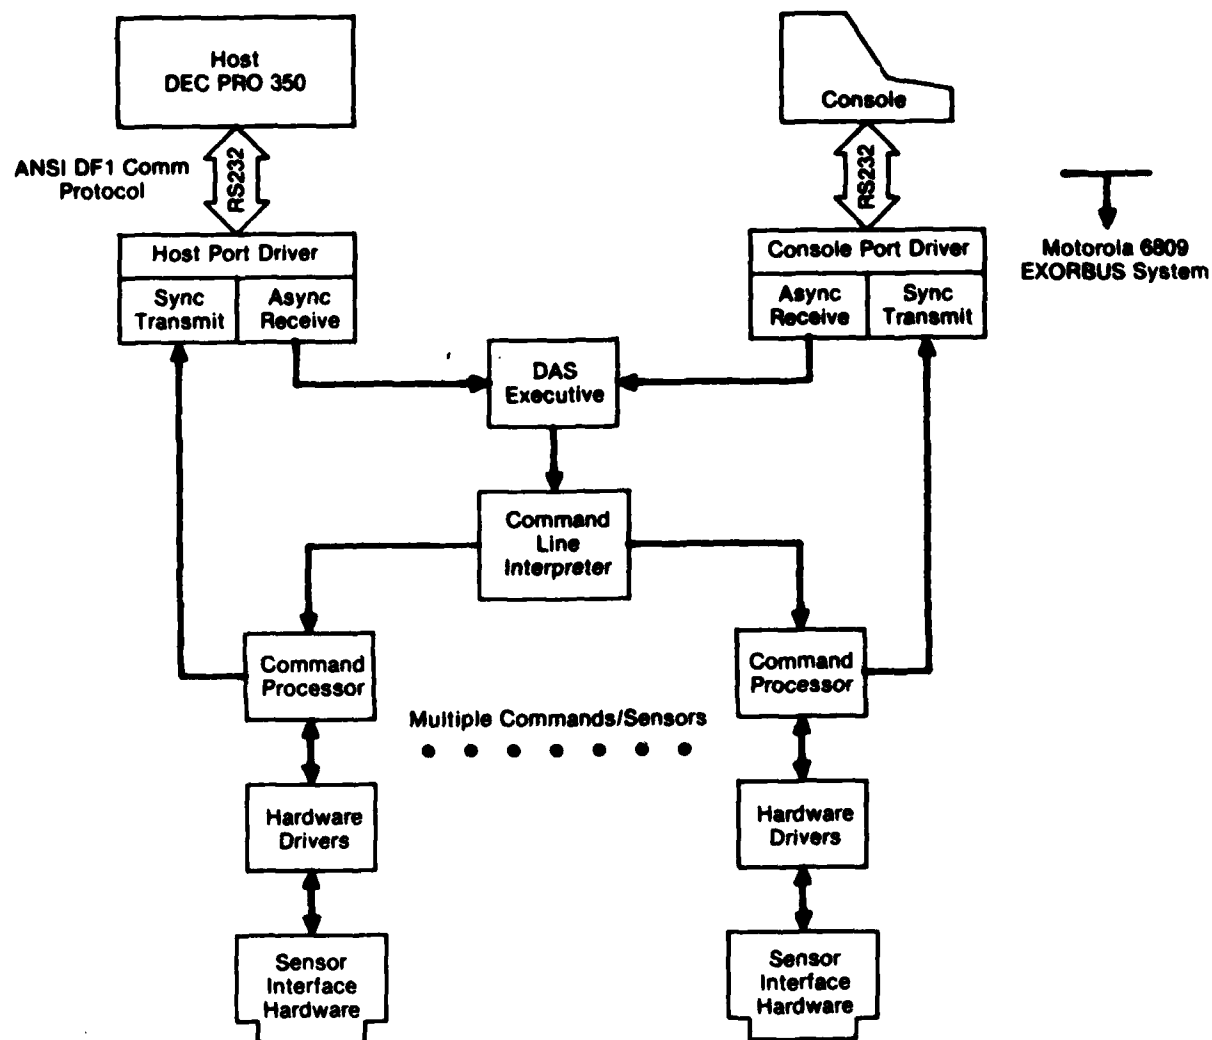 Host
DEC PRO 350
Console
ANSI DF1 Comm
Protocol
RS232
RS232
Host Port Driver
Sync
Transmit
Async
Receive
Console Port Driver
Async
Receive
Sync
Transmit
Motorola 6809
EXORBUS System
DAS
Executive
Command
Line
Interpreter
Command
Processor
Command
Processor
Multiple Commands/Sensors
Hardware
Drivers
Hardware
Drivers
Sensor
Interface
Hardware
Sensor
Interface
Hardware